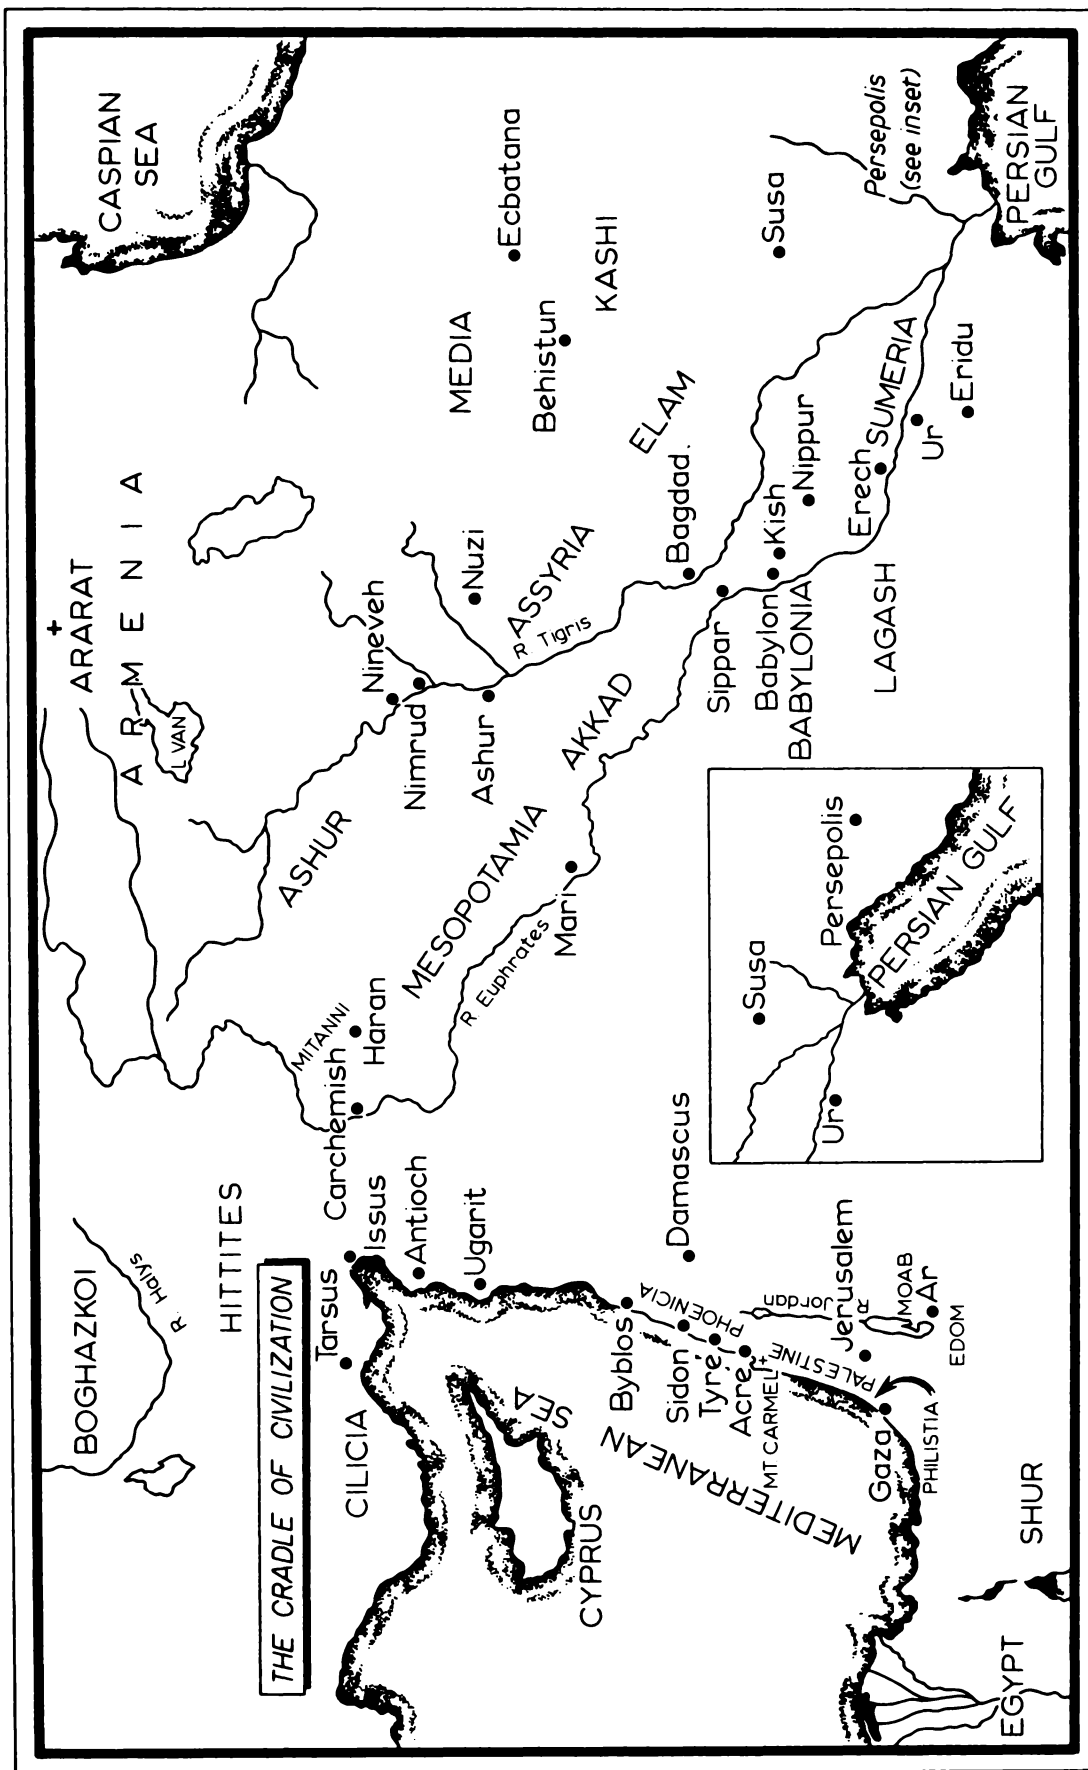 THE CRADLE OF CIVILIZATION
BOGHAZKOI
R. Halys
HITTITES
CILICIA
Tarsus
Issus
Antioch
Ugarit
CYPRUS
MEDITERRANEAN
SEA
Byblos
Sidon
Tyre
Acre
MT CARMEL
PHOENICIA
PALESTINE
Damascus
R Jordan
Jerusalem
MOAB
Ar
EDOM
Gaza
PHILISTIA
SHUR
EGYPT
Carchemish
MITANNI
Haran
ARARAT
ARMENIA
L VAN
CASPIAN
SEA
ASHUR
MESOPOTAMIA
R. Euphrates
Mari
Nineveh
Nimrud
Ashur
Nuzi
ASSYRIA
R. Tigris
AKKAD
MEDIA
Ecbatana
Behistun
KASHI
ELAM
Bagdad.
Sippar
Babylon
Kish
BABYLONIA
Nippur
LAGASH
Erech
SUMERIA
Ur
Eridu
Susa
Persepolis
(see inset)
PERSIAN
GULF
Susa
Persepolis
Ur
PERSIAN GULF